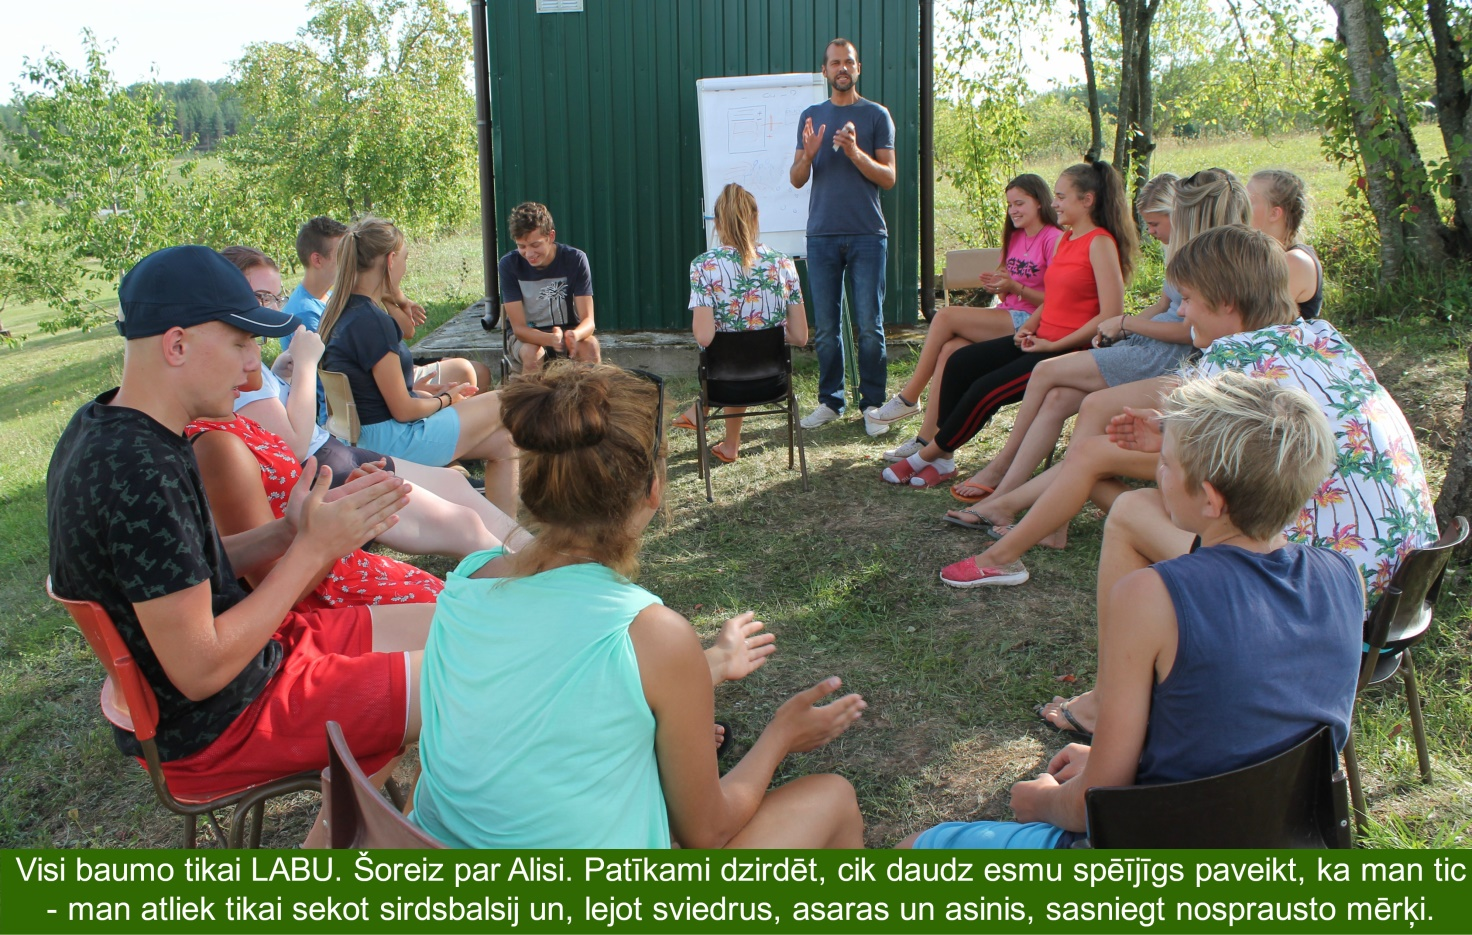 Visi baumo tikai LABU. Šoreiz par Alisi. Patīkami dzirdēt, cik daudz esmu spēījīgs paveikt, ka man tic
- man atliek tikai sekot sirdsbalsij un, lejot sviedrus, asaras un asinis, sasniegt nosprausto mērķi.